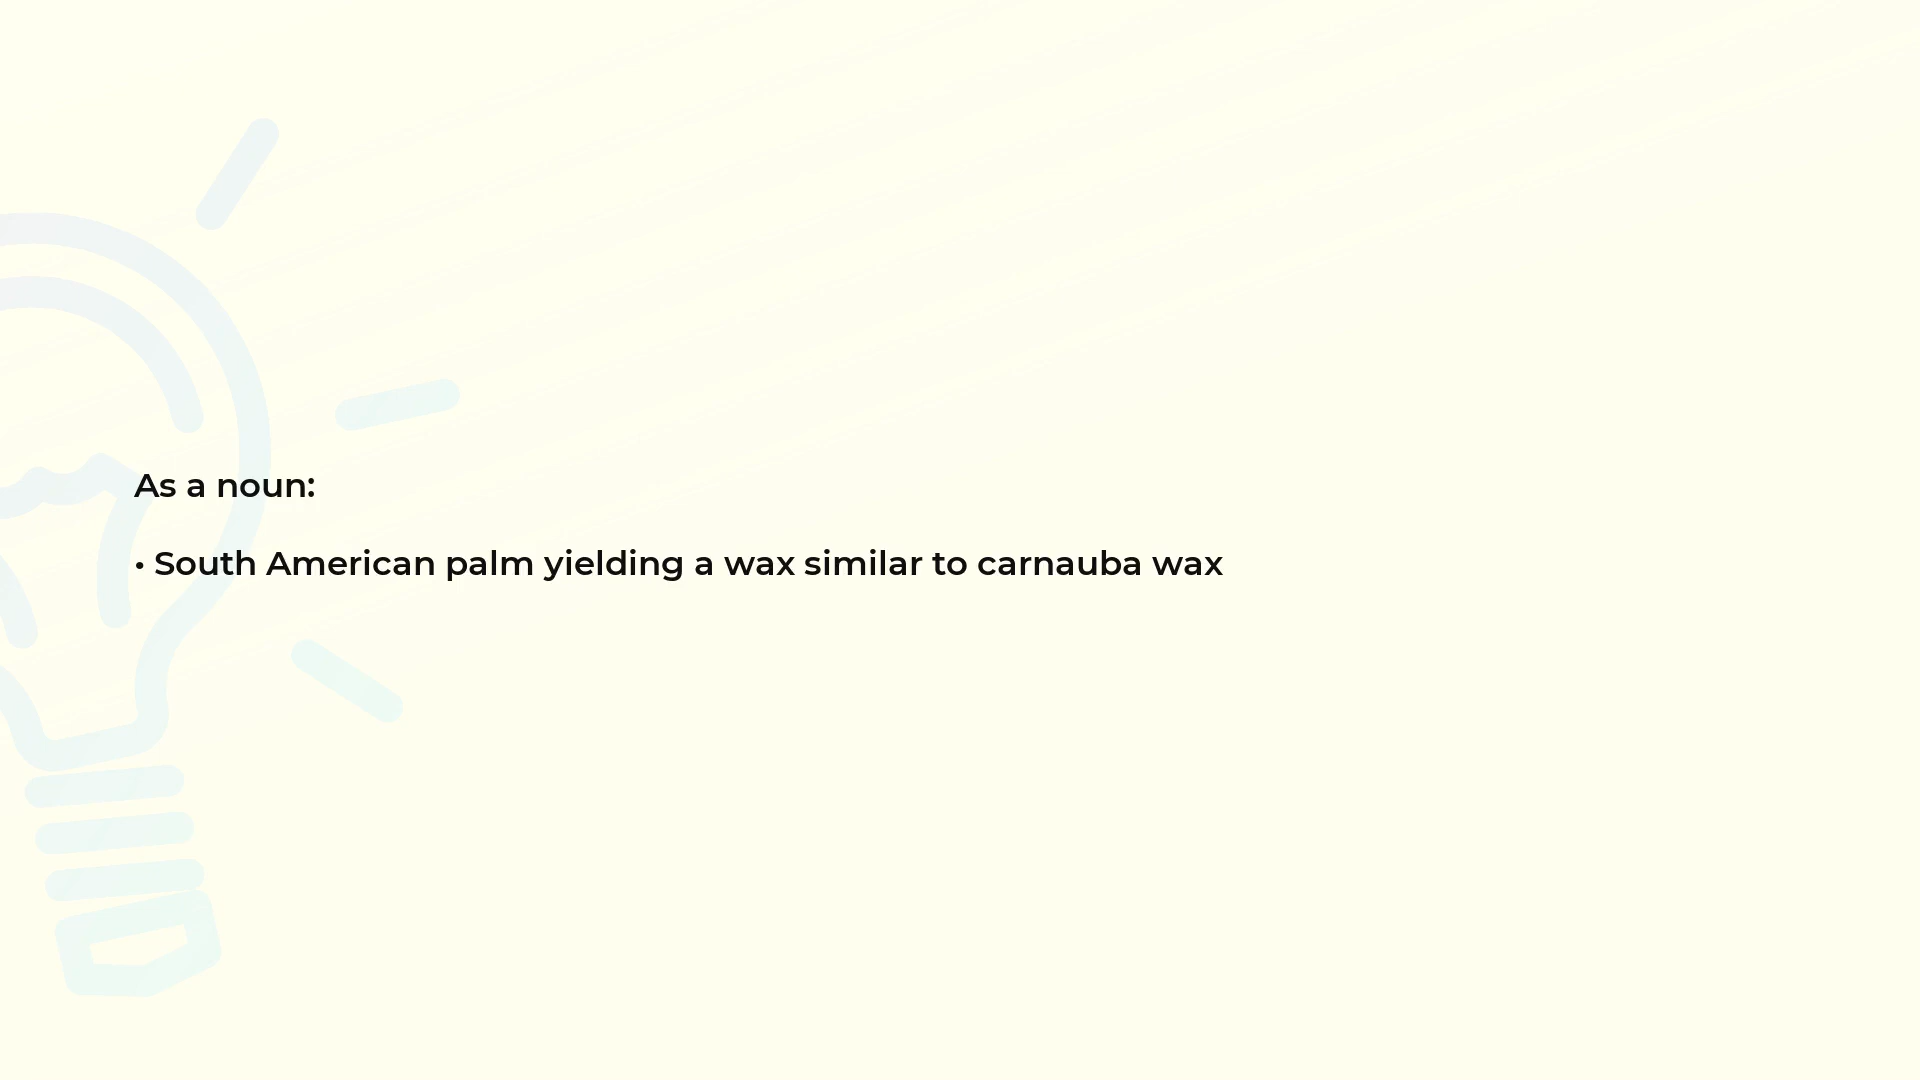 As a noun:
• South American palm yielding a wax similar to carnauba wax